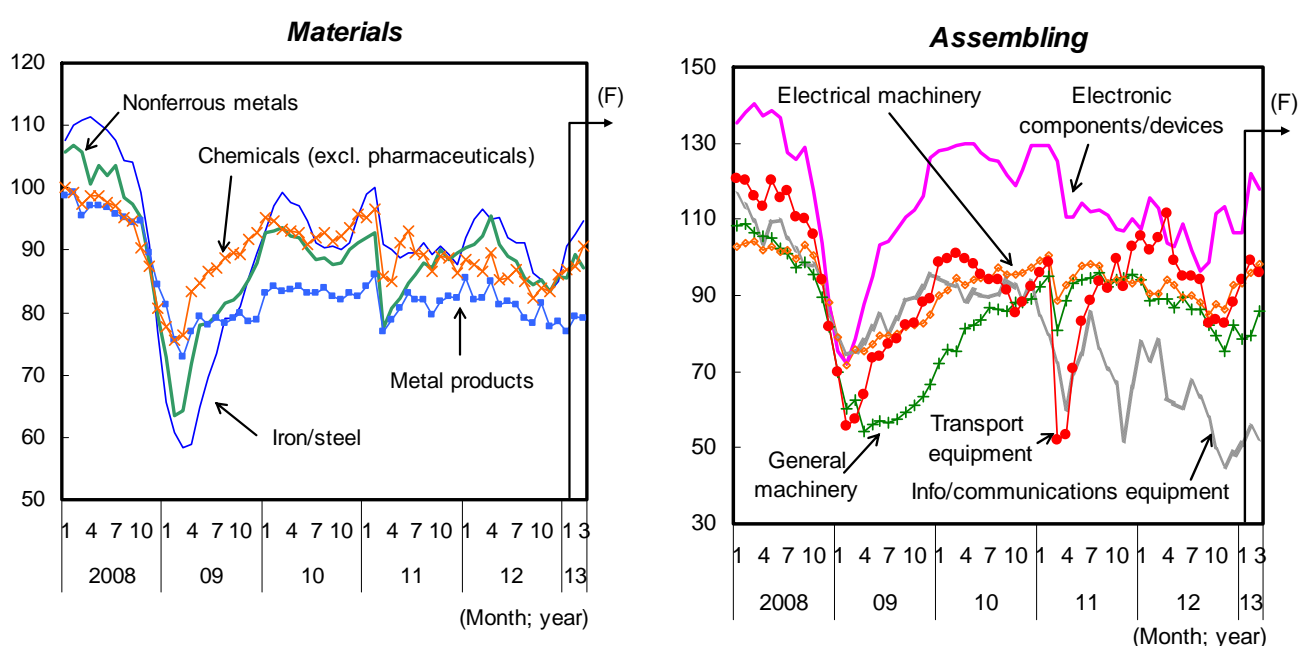 Materials
120
110
100
90
80
70
60
50
(F)
Nonferrous metals
Chemicals (excl. pharmaceuticals)
Metal products
Iron/steel
1 4 7 10 1 4 7 10 1 4 7 10 1 4 7 10 1 4 7 10 1 3
2008 09 10 11 12 13
(Month; year)
Assembling
150
130
110
90
70
50
30
(F)
Electrical machinery
Electronic
components/devices
General
machinery
Transport
equipment
Info/communications equipment
1 4 7 10 1 4 7 10 1 4 7 10 1 4 7 10 1 4 7 10 1 3
2008 09 10 11 12 13
(Month; year)